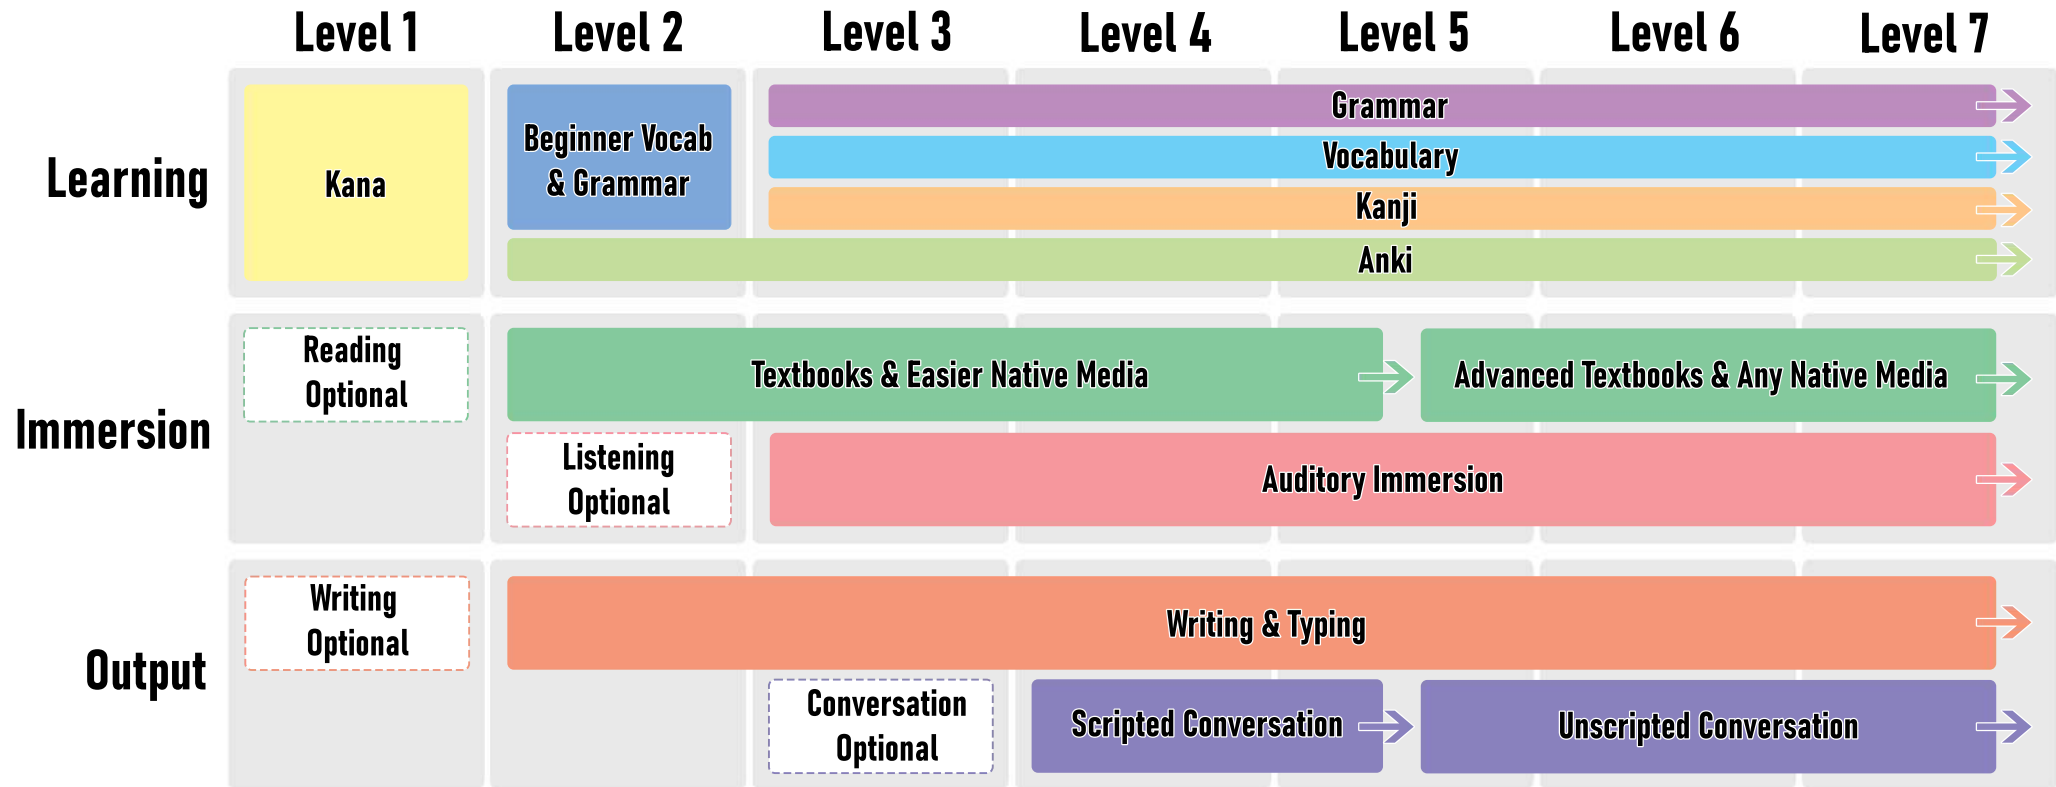 Level 1
Level 2
Level 3
Level 4
Level 5
Level 6
Level 7
Learning
Kana
Beginner Vocab
& Grammar
Grammar
Vocabulary
Kanji
Anki
Immersion
Reading
Optional
Textbooks & Easier Native Media
Advanced Textbooks & Any Native Media
Listening
Optional
Auditory Immersion
Output
Writing
Optional
Writing & Typing
Conversation
Optional
Scripted Conversation
Unscripted Conversation